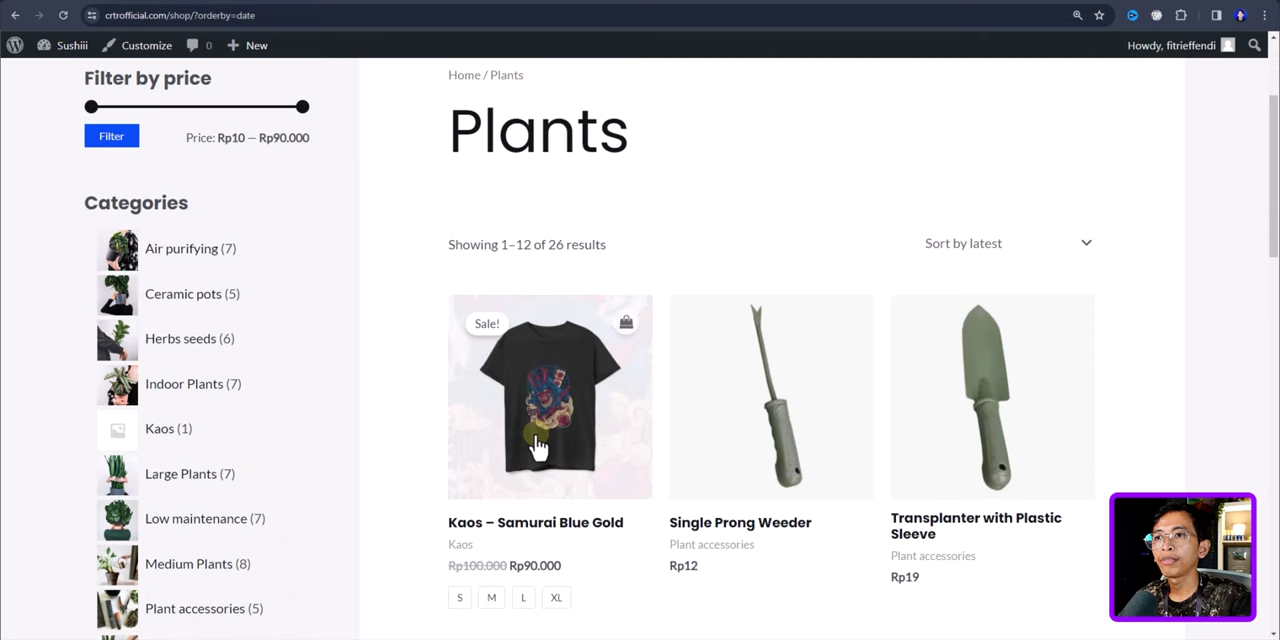 crtrofficial.com/shop/?orderby=date
Sushiii
Customize
0
New
Howdy, fitrieffendi
Filter by price
Filter
Price: Rp10 — Rp90.000
Categories
Air purifying (7)
Ceramic pots (5)
Herbs seeds (6)
Indoor Plants (7)
Kaos (1)
Large Plants (7)
Low maintenance (7)
Medium Plants (8)
Plant accessories (5)
Home / Plants
Plants
Showing 1–12 of 26 results
Sort by latest
Sale!
Kaos – Samurai Blue Gold
Kaos
Rp100.000 Rp90.000
S M L XL
Single Prong Weeder
Plant accessories
Rp12
Transplanter with Plastic
Sleeve
Plant accessories
Rp19